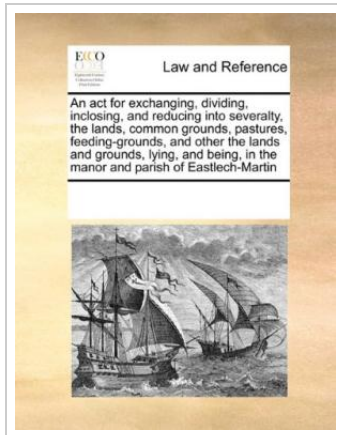 ECCO
Law and Reference
An act for exchanging, dividing,
inclosing, and reducing into severalty,
the lands, common grounds, pastures,
feeding-grounds, and other the lands
and grounds, lying, and being, in the
manor and parish of Eastlech-Martin